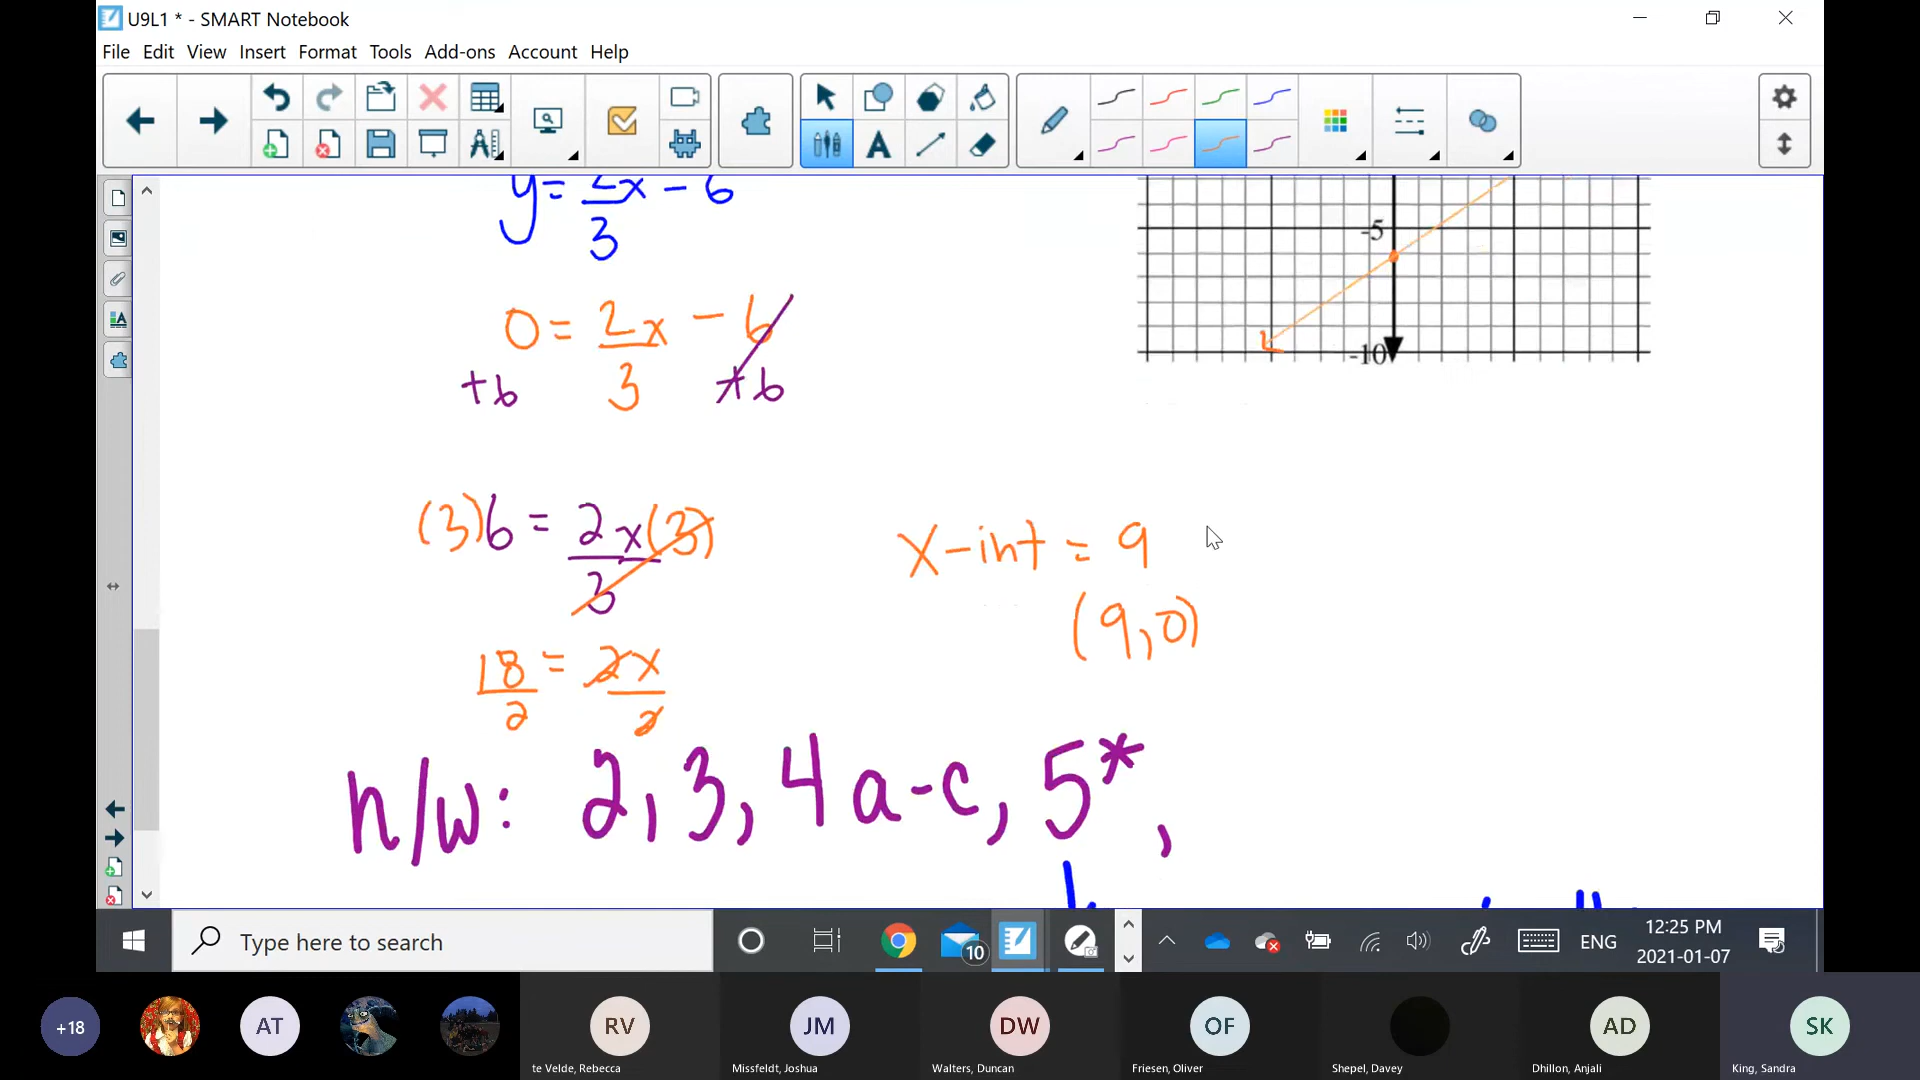 U9L1 * - SMART Notebook
File Edit View Insert Format Tools Add-ons Account Help
y = 2x - 6
3
-5
0 = 2x - 6
3
+6 +6
-10
(3)6 = 2x(3)
3
x-int = 9
(9,0)
18 = 2x
2 2
h/w: 2, 3, 4 a-c, 5*,
Type here to search
10
ENG
12:25 PM
2021-01-07
+18
AT
RV
JM
DW
OF
AD
SK
te Velde, Rebecca
Missfeldt, Joshua
Walters, Duncan
Friesen, Oliver
Shepel, Davey
Dhillon, Anjali
King, Sandra